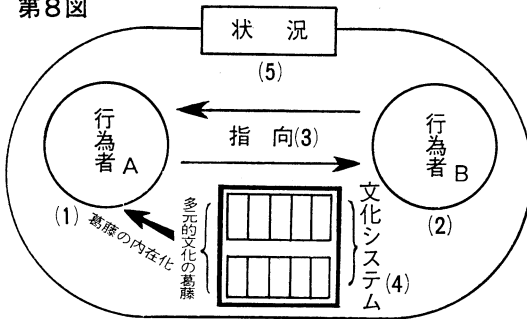 第8図
状 況
(5)
行為者 A
(1)
指 向(3)
行為者 B
(2)
葛藤の内在化
多元的文化の葛藤
文化システム
(4)